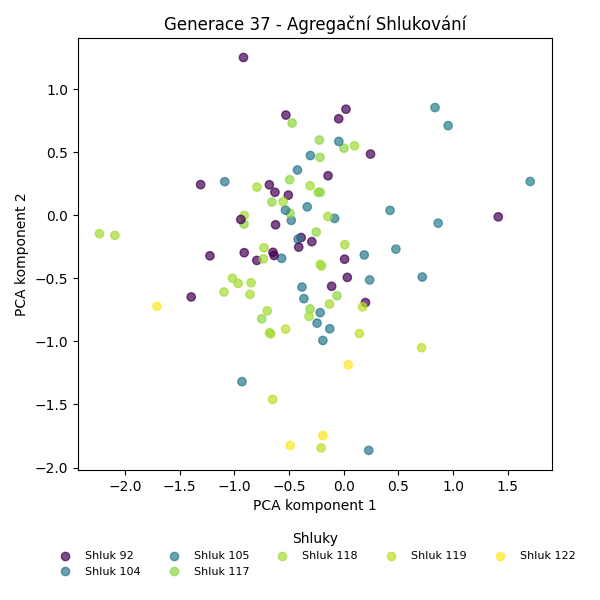 Generace 37 - Agregační Shlukování
PCA komponent 2
1.0
0.5
0.0
−0.5
−1.0
−1.5
−2.0
−2.0 −1.5 −1.0 −0.5 0.0 0.5 1.0 1.5
PCA komponent 1
Shluky
Shluk 92 Shluk 105 Shluk 118 Shluk 119 Shluk 122
Shluk 104 Shluk 117